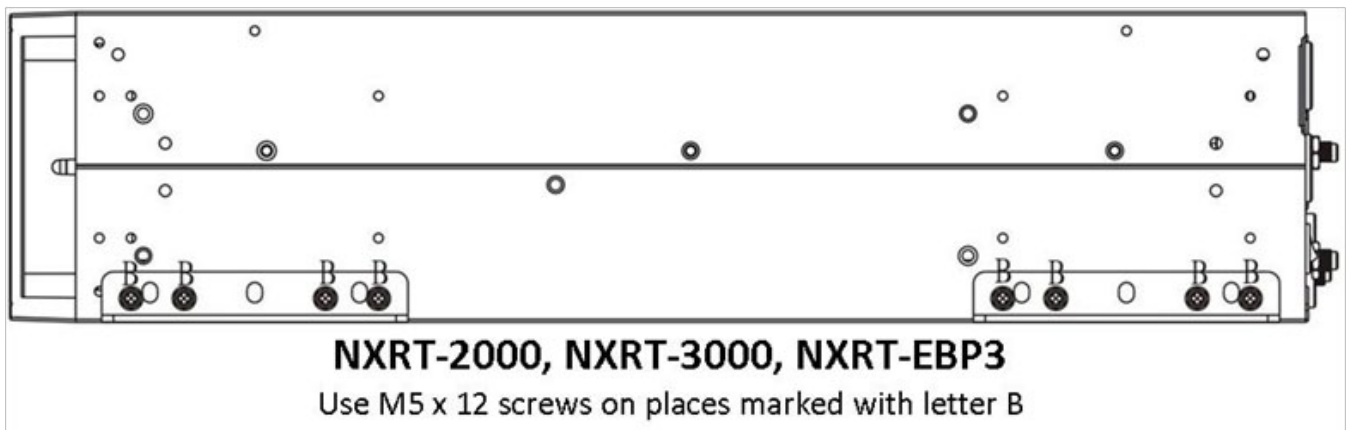 B B B B B B B B
NXRT-2000, NXRT-3000, NXRT-EBP3
Use M5 x 12 screws on places marked with letter B